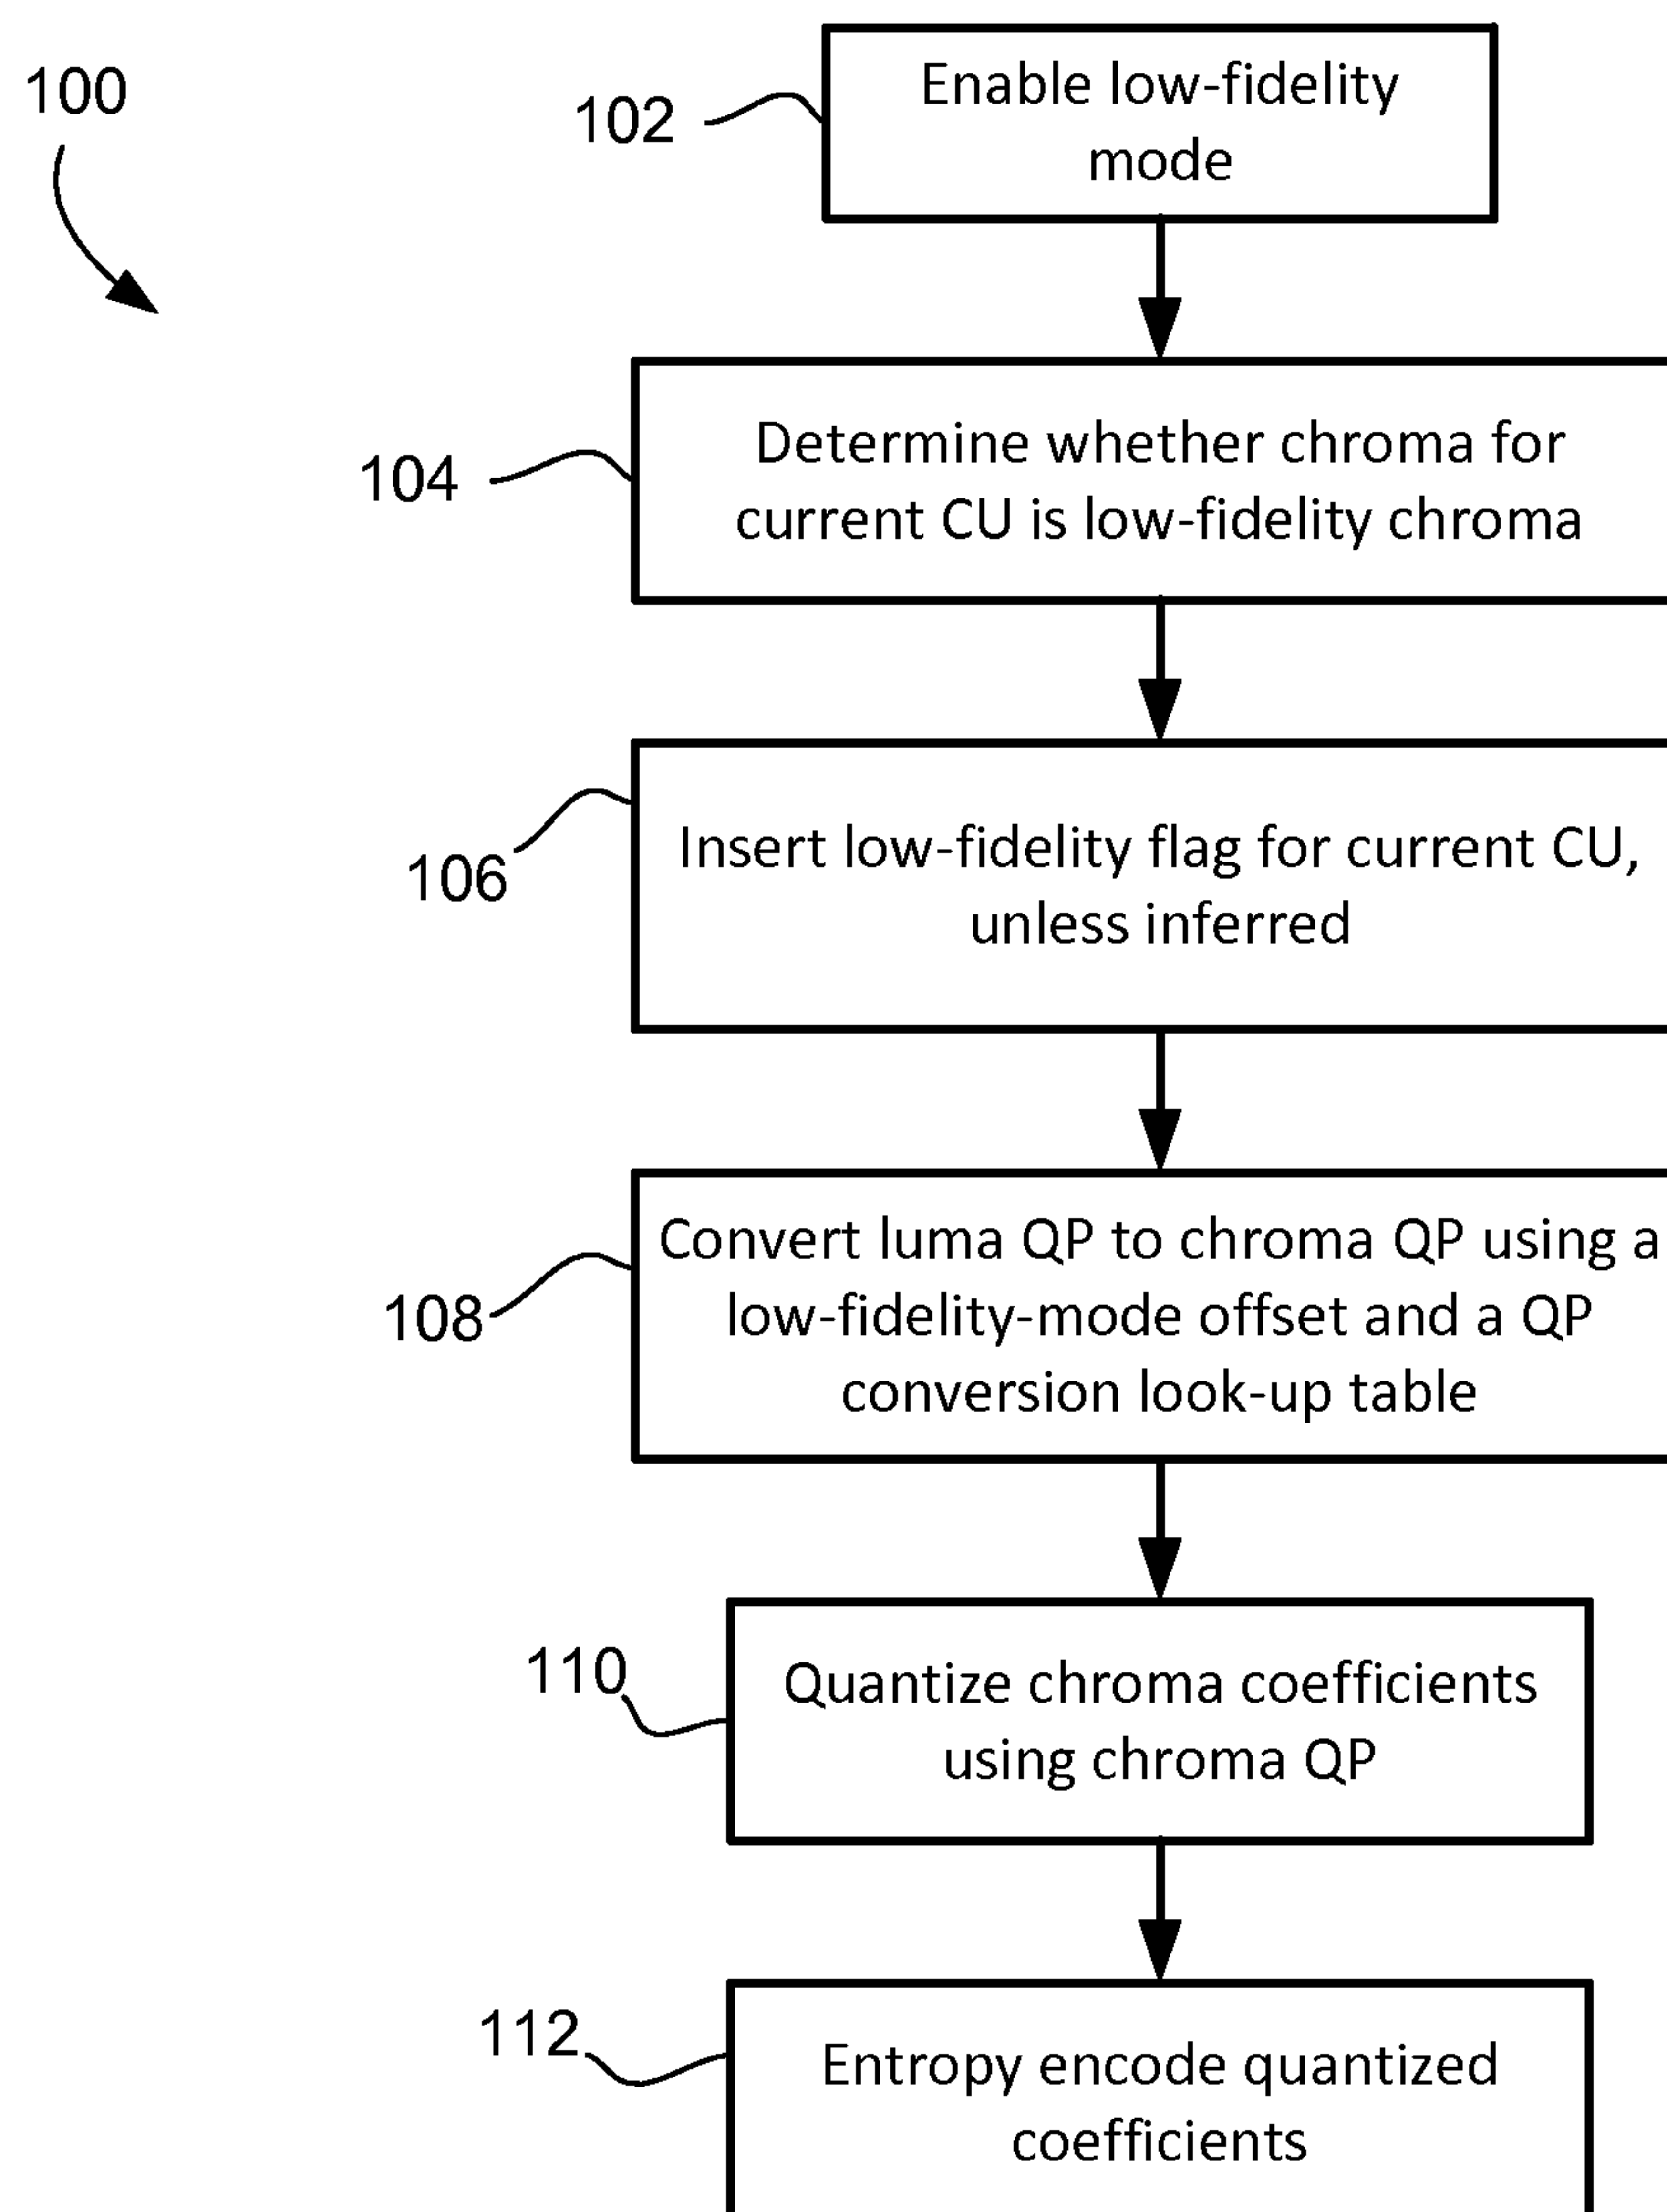 100
102
Enable low-fidelity
mode
104
Determine whether chroma for
current CU is low-fidelity chroma
106
Insert low-fidelity flag for current CU,
unless inferred
108
Convert luma QP to chroma QP using a
low-fidelity-mode offset and a QP
conversion look-up table
110
Quantize chroma coefficients
using chroma QP
112
Entropy encode quantized
coefficients